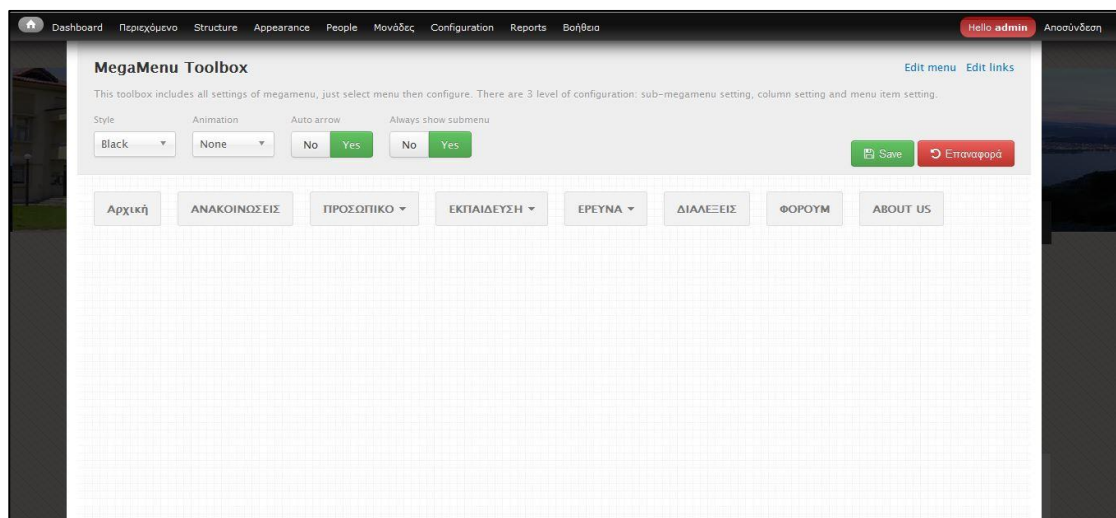 Dashboard Περιεχόμενο Structure Appearance People Μονάδες Configuration Reports Βοήθεια Hello admin Αποσύνδεση
MegaMenu Toolbox Edit menu Edit links
This toolbox includes all settings of megamenu, just select menu then configure. There are 3 level of configuration: sub-megamenu setting, column setting and menu item setting.
Style Animation Auto arrow Always show submenu
Black None No Yes No Yes
Save Επαναφορά
Αρχική ΑΝΑΚΟΙΝΩΣΕΙΣ ΠΡΟΣΩΠΙΚΟ ΕΚΠΑΙΔΕΥΣΗ ΕΡΕΥΝΑ ΔΙΑΛΕΞΕΙΣ ΦΟΡΟΥΜ ABOUT US